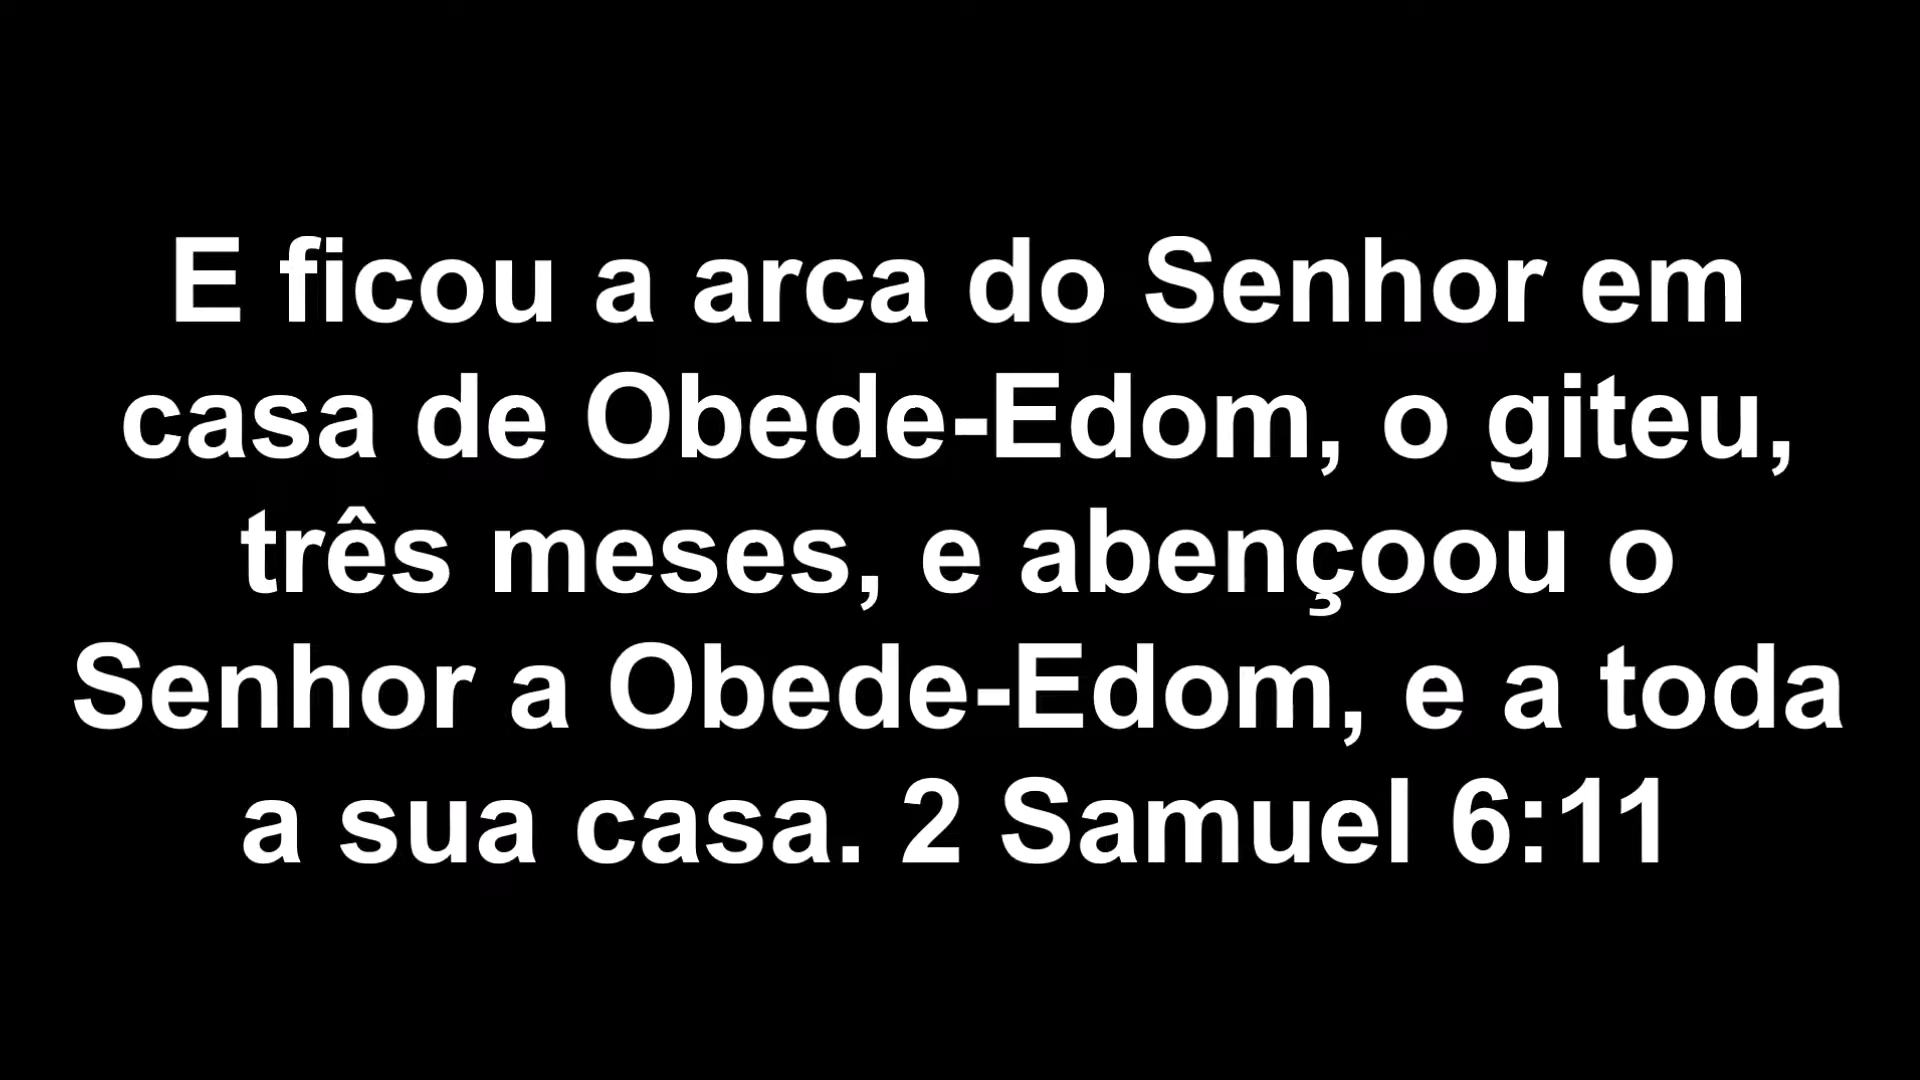 E ficou a arca do Senhor em
casa de Obede-Edom, o giteu,
três meses, e abençoou o
Senhor a Obede-Edom, e a toda
a sua casa. 2 Samuel 6:11